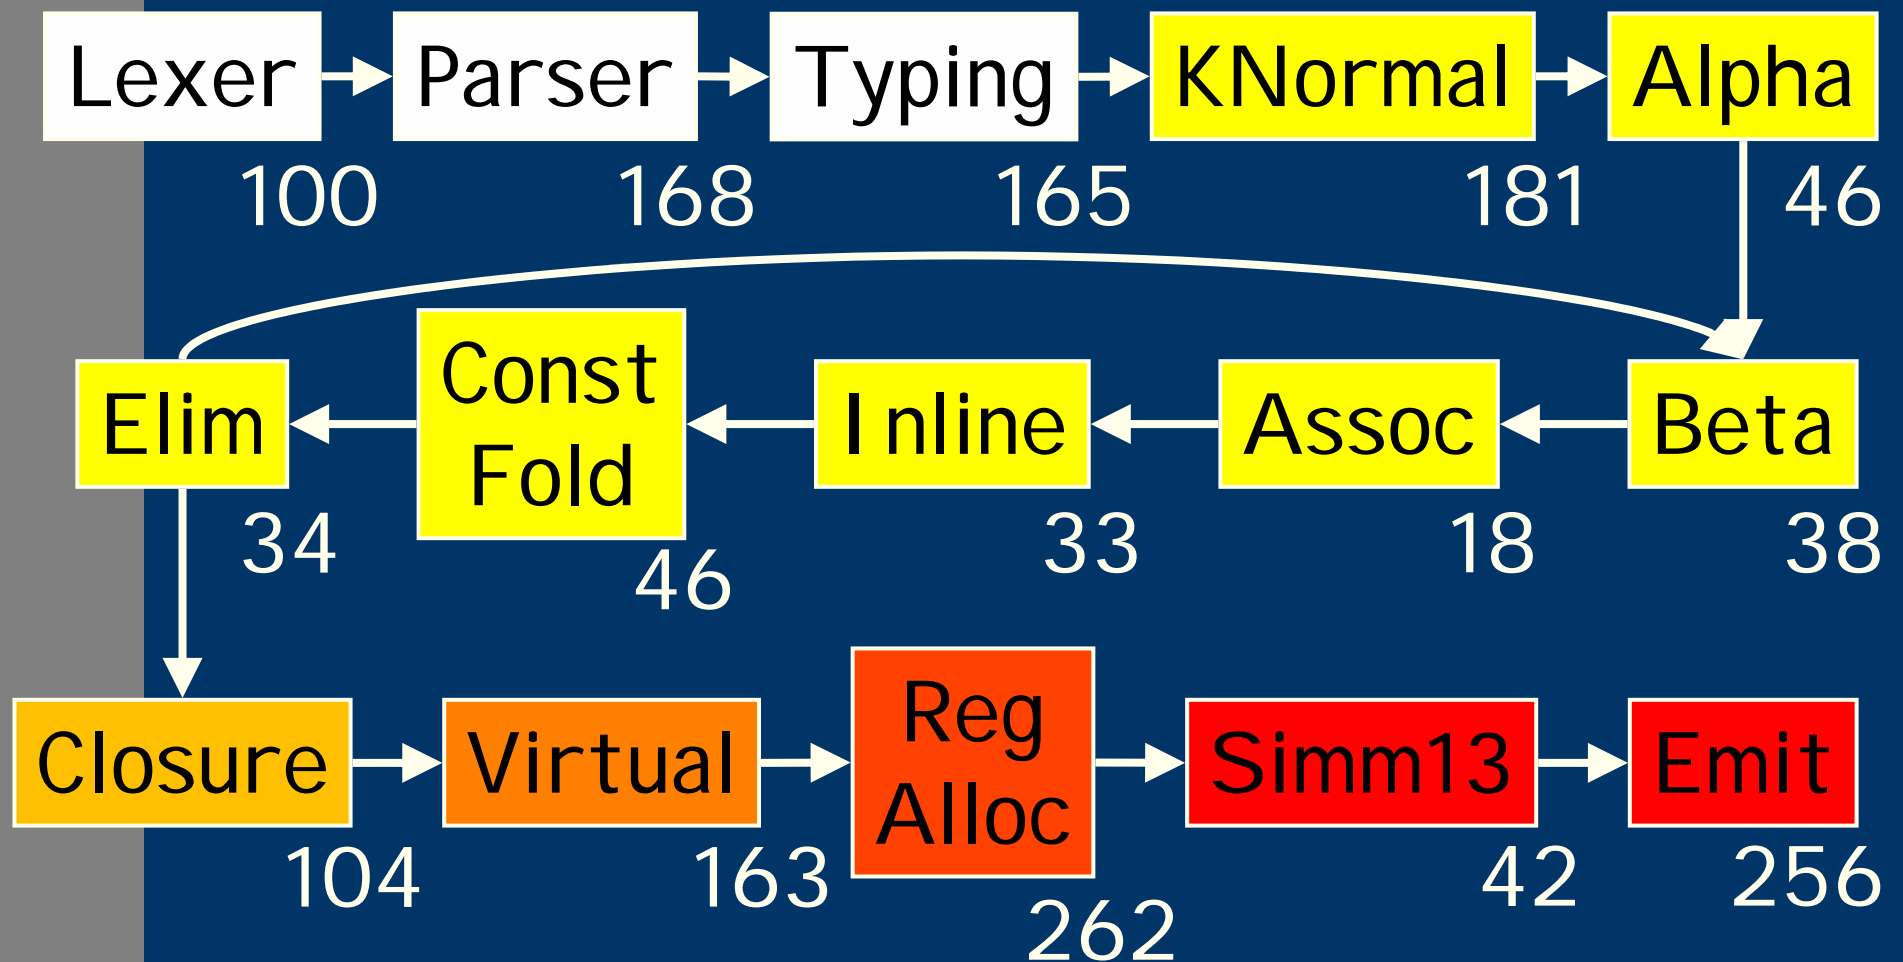 Lexer Parser Typing KNormal Alpha
100 168 165 181 46
Const
Elim Inline Assoc Beta
Fold
34 33 18 38
46
Reg
Closure Virtual Simm13 Emit
Alloc
104 163 42 256
262